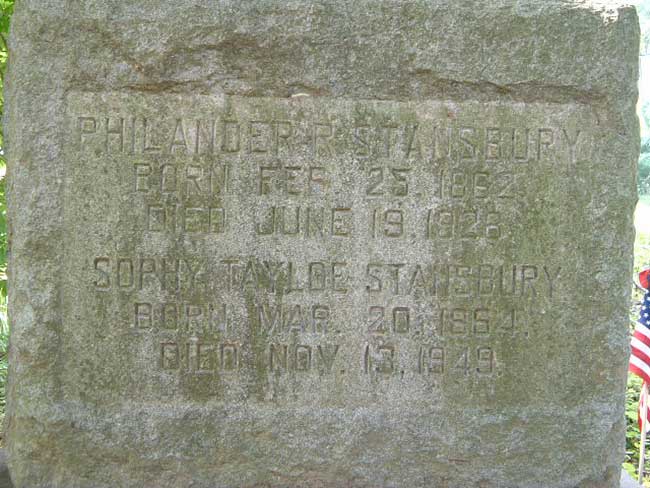 PHILANDER R. STANSBURY
BORN FEB. 25, 1862
DIED JUNE 19, 1928
SOPHY TAYLOE STANSBURY
BORN MAR. 20, 1864.
DIED NOV. 13, 1949.